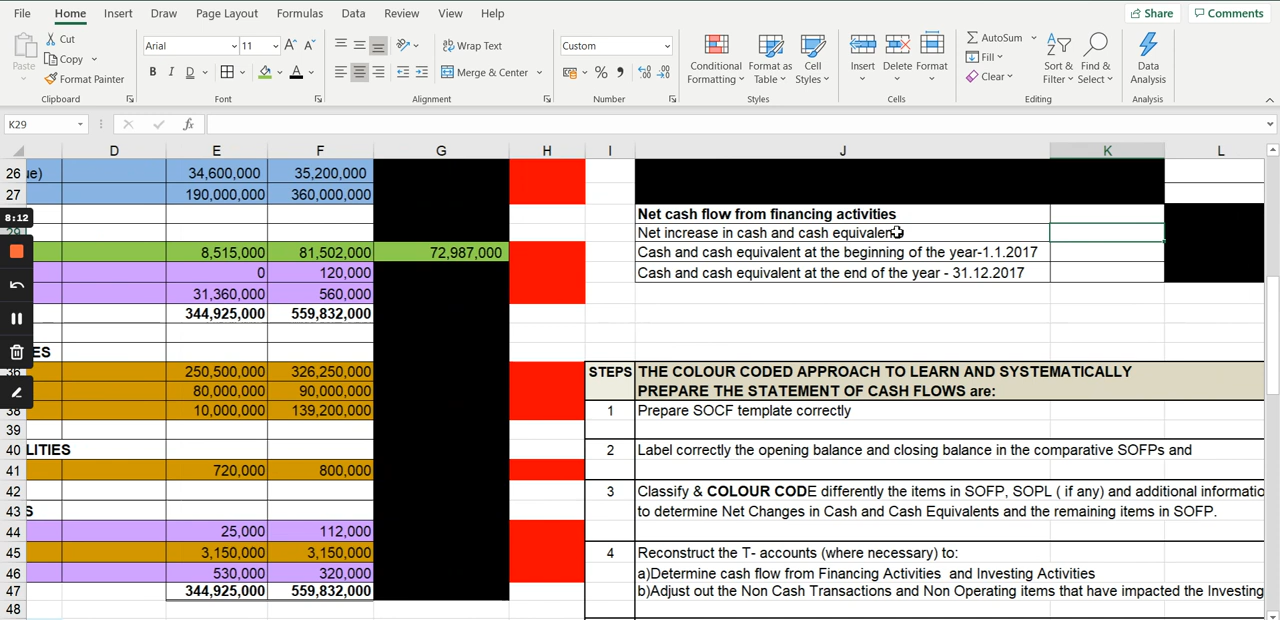 File Home Insert Draw Page Layout Formulas Data Review View Help Share Comments
Paste Cut Copy Format Painter Clipboard
Arial 11 A A B I U A Font
Wrap Text Merge & Center Alignment
Custom % Number
Conditional Formatting Format as Table Cell Styles Styles
Insert Delete Format Cells
AutoSum Fill Clear Sort & Filter Find & Select Editing
Data Analysis Analysis
K29 fx
D E F G H I J K L
26 ue) 34,600,000 35,200,000
27 190,000,000 360,000,000
8:12 Net cash flow from financing activities
Net increase in cash and cash equivalent
8,515,000 81,502,000 72,987,000 Cash and cash equivalent at the beginning of the year-1.1.2017
0 120,000 Cash and cash equivalent at the end of the year - 31.12.2017
31,360,000 560,000
344,925,000 559,832,000
ES
250,500,000 326,250,000 STEPS THE COLOUR CODED APPROACH TO LEARN AND SYSTEMATICALLY
80,000,000 90,000,000 PREPARE THE STATEMENT OF CASH FLOWS are:
38 10,000,000 139,200,000 1 Prepare SOCF template correctly
39
40 LITIES 2 Label correctly the opening balance and closing balance in the comparative SOFPs and
41 720,000 800,000
42 3 Classify & COLOUR CODE differently the items in SOFP, SOPL ( if any) and additional informatio
43 S to determine Net Changes in Cash and Cash Equivalents and the remaining items in SOFP.
44 25,000 112,000
45 3,150,000 3,150,000 4 Reconstruct the T- accounts (where necessary) to:
46 530,000 320,000 a)Determine cash flow from Financing Activities and Investing Activities
47 344,925,000 559,832,000 b)Adjust out the Non Cash Transactions and Non Operating items that have impacted the Investing
48